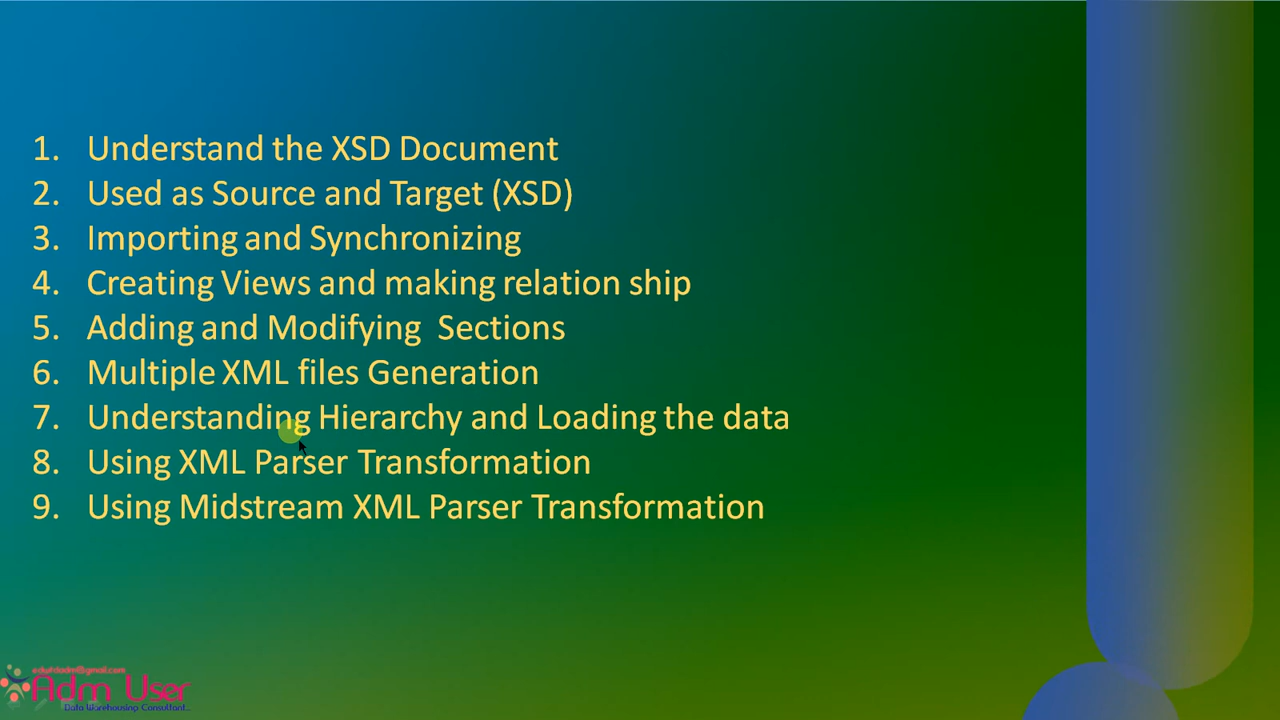 1. Understand the XSD Document
2. Used as Source and Target (XSD)
3. Importing and Synchronizing
4. Creating Views and making relation ship
5. Adding and Modifying Sections
6. Multiple XML files Generation
7. Understanding Hierarchy and Loading the data
8. Using XML Parser Transformation
9. Using Midstream XML Parser Transformation
Adm User
Data Warehousing Consultant...